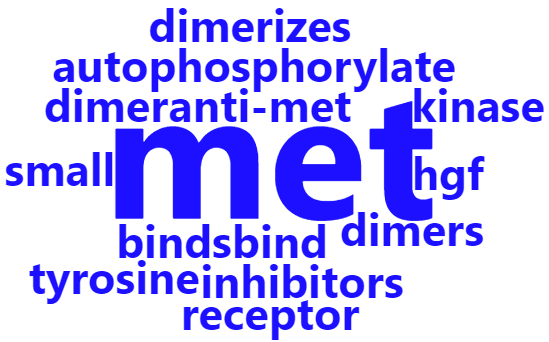 dimerizes
autophosphorylate
dimeranti-met kinase
small met hgf
bindsbind dimers
tyrosineinhibitors
receptor